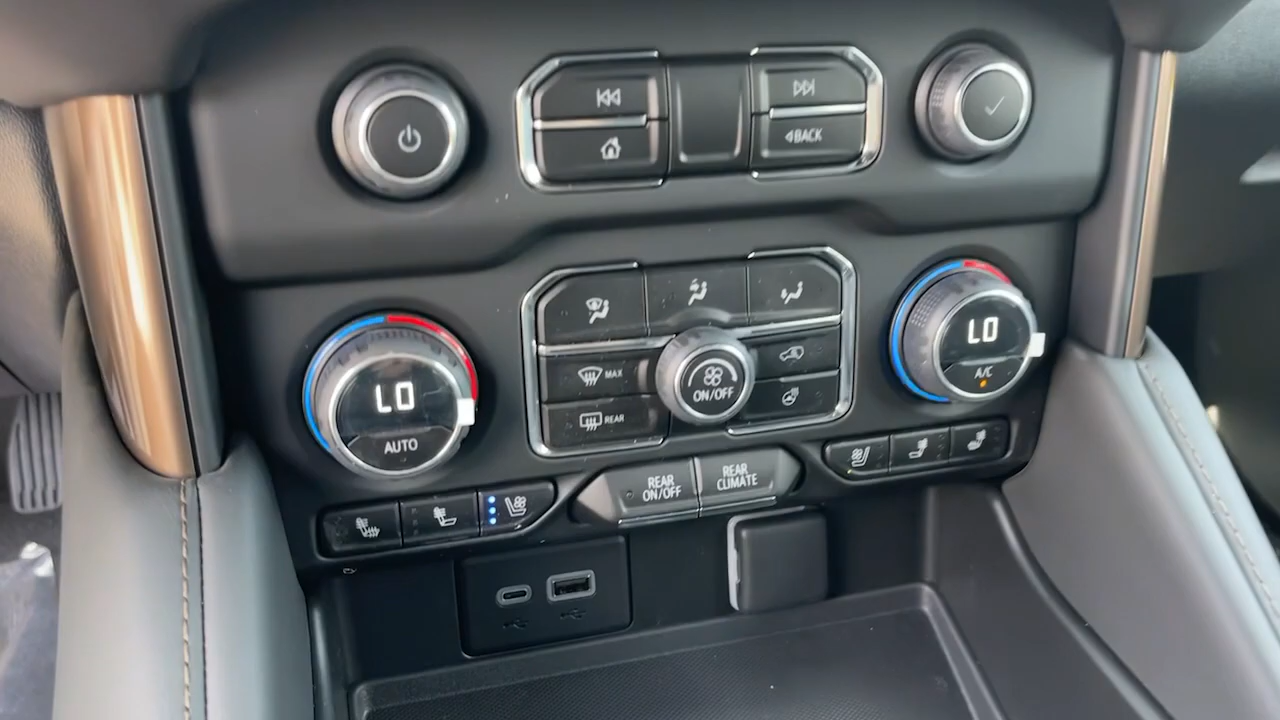 BACK
LO
AUTO
MAX
REAR
ON/OFF
LO
A/C
REAR
ON/OFF
REAR
CLIMATE